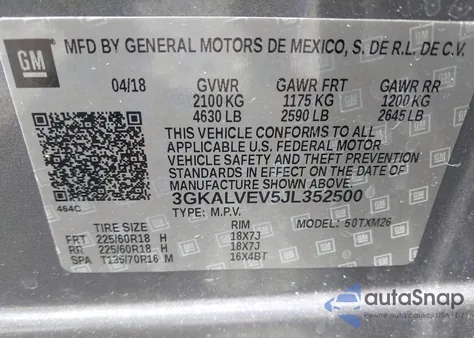 GM
MFD BY GENERAL MOTORS DE MEXICO, S. DE R.L. DE C.V.
04/18 GVWR GAWR FRT GAWR RR
2100 KG 1175 KG 1200 KG
4630 LB 2590 LB 2645 LB
THIS VEHICLE CONFORMS TO ALL
APPLICABLE U.S. FEDERAL MOTOR
VEHICLE SAFETY AND THEFT PREVENTION
STANDARDS IN EFFECT ON THE DATE OF
MANUFACTURE SHOWN ABOVE.
464C 3GKALVEV5JL352500
TYPE: M.P.V. MODEL: 50TXM26
TIRE SIZE RIM
FRT 225/60R18 H 18X7J
RR 225/60R18 H 18X7J
SPA T135/70R16 M 16X4BT
autoSnap
Pewne auto z USA